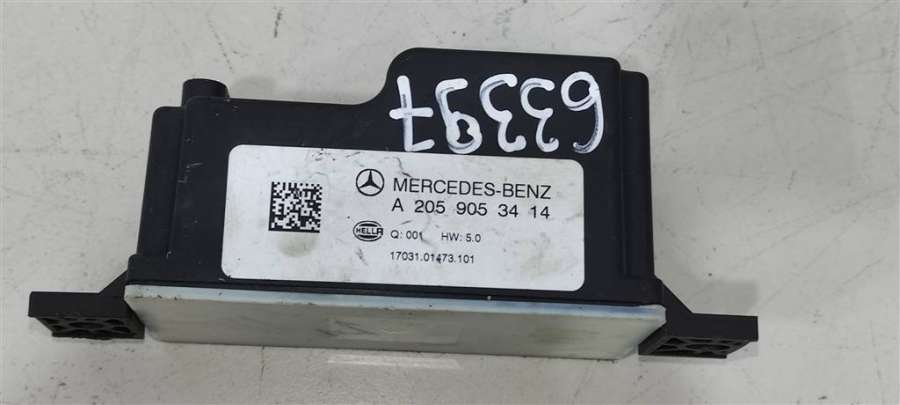 63397
MERCEDES-BENZ
A 205 905 34 14
HELLA Q: 001 HW: 5.0
17031.01473.101